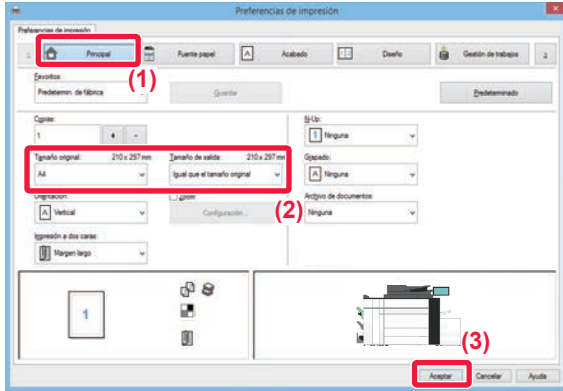 Preferencias de impresión
Preferencias de impresión
Principal
Fuente papel
Acabado
Diseño
Gestión de trabajos
(1)
Favoritos:
Predetermin. de fábrica
Guardar
Predeterminado
Copias:
1
+ -
N-Up:
1 Ninguna
Tamaño original: 210 x 297 mm
A4
Tamaño de salida: 210 x 297 mm
Igual que el tamaño original
Grapado:
A Ninguna
(2)
Orientación:
A Vertical
Zoom
Configuración...
Archivo de documentos:
Ninguna
Impresión a dos caras:
Margen largo
1
(3)
Aceptar
Cancelar
Ayuda